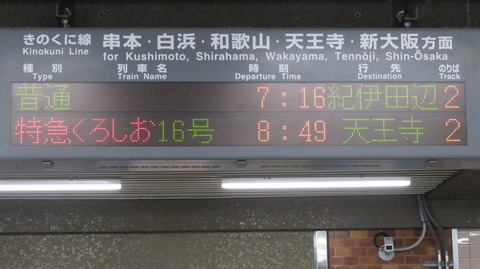 きのくに線 串本・白浜・和歌山・天王寺・新大阪方面
Kinokuni Line for Kushimoto, Shirahama, Wakayama, Tennōji, Shin-Ōsaka
種別 列車名 時刻 行先 のりば
Type Train Name Departure Time Destination Track
普通 7:16 紀伊田辺 2
特急くろしお16号 8:49 天王寺 2